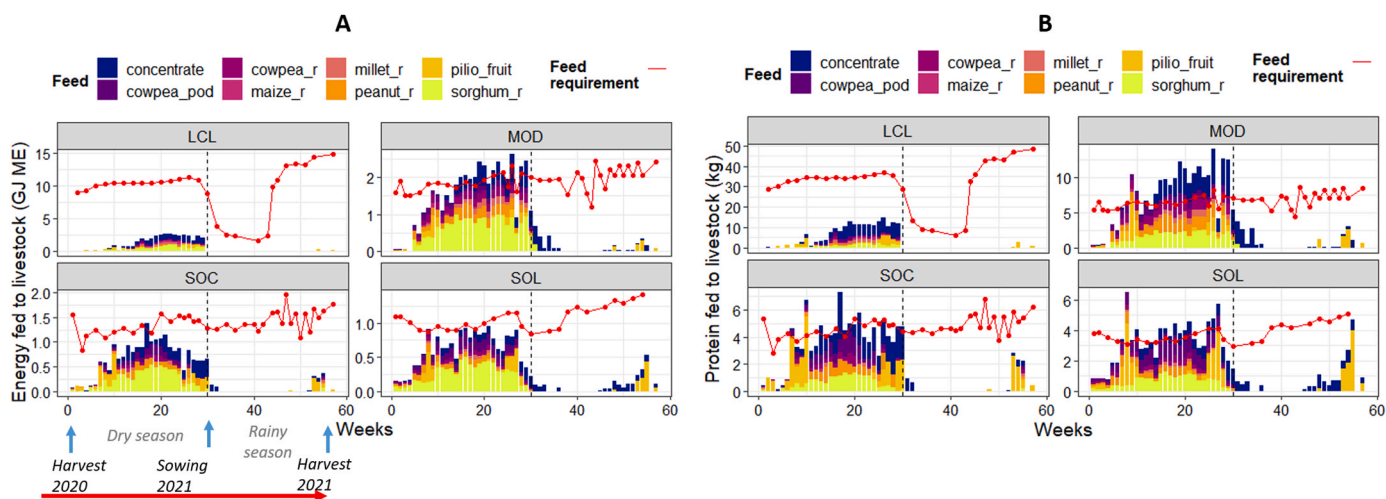 A
Feed
concentrate
cowpea_r
millet_r
pilio_fruit
cowpea_pod
maize_r
peanut_r
sorghum_r
Feed
requirement
Energy fed to livestock (GJ ME)
LCL
MOD
15
10
5
0
2
1
0
SOC
SOL
2.0
1.5
1.0
0.5
0.0
1.0
0.5
0.0
0
20
40
60
0
20
40
60
Weeks
Dry season
Rainy
season
Harvest
2020
Sowing
2021
Harvest
2021
B
Feed
concentrate
cowpea_r
millet_r
pilio_fruit
cowpea_pod
maize_r
peanut_r
sorghum_r
Feed
requirement
Protein fed to livestock (kg)
LCL
MOD
50
40
30
20
10
0
10
5
0
SOC
SOL
6
4
2
0
6
4
2
0
0
20
40
60
0
20
40
60
Weeks